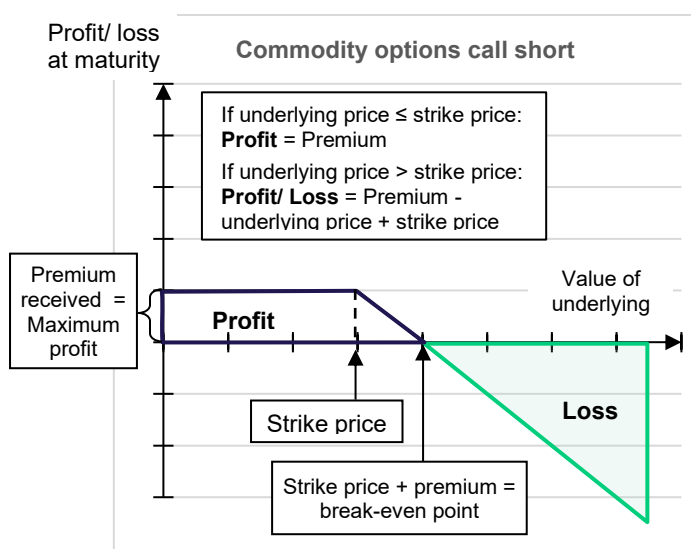 Profit/ loss
at maturity
Commodity options call short
If underlying price ≤ strike price:
Profit = Premium
If underlying price > strike price:
Profit/ Loss = Premium -
underlying price + strike price
Premium
received =
Maximum
profit
Profit
Value of
underlying
Strike price
Loss
Strike price + premium =
break-even point